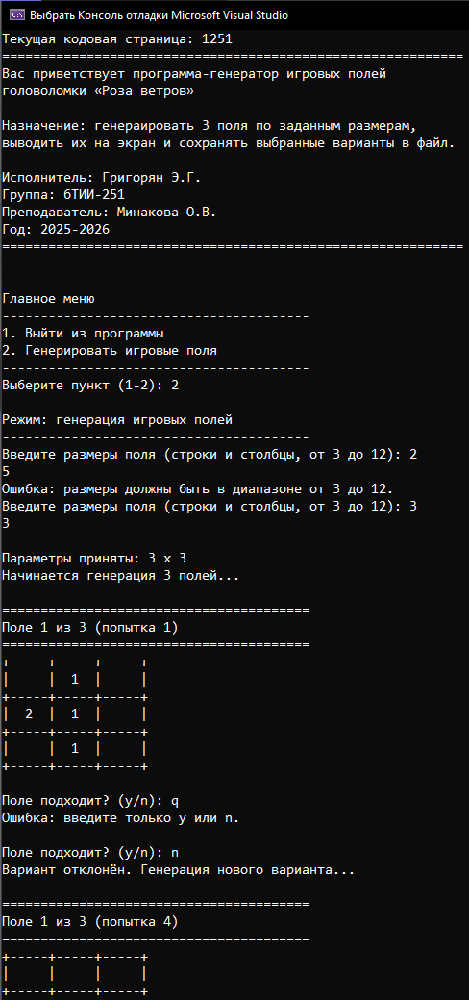 Выбрать Консоль отладки Microsoft Visual Studio
Текущая кодовая страница: 1251
============================================================
Вас приветствует программа-генератор игровых полей
головоломки «Роза ветров»
Назначение: генераировать 3 поля по заданным размерам,
выводить их на экран и сохранять выбранные варианты в файл.
Исполнитель: Григорян Э.Г.
Группа: бТИИ-251
Преподаватель: Минакова О.В.
Год: 2025-2026
============================================================
Главное меню
----------------------------------------
1. Выйти из программы
2. Генерировать игровые поля
----------------------------------------
Выберите пункт (1-2): 2
Режим: генерация игровых полей
----------------------------------------
Введите размеры поля (строки и столбцы, от 3 до 12): 2
5
Ошибка: размеры должны быть в диапазоне от 3 до 12.
Введите размеры поля (строки и столбцы, от 3 до 12): 3
3
Параметры приняты: 3 x 3
Начинается генерация 3 полей...
========================================
Поле 1 из 3 (попытка 1)
========================================
+-----+-----+-----+
|     |  1  |     |
+-----+-----+-----+
|  2  |  1  |     |
+-----+-----+-----+
|     |  1  |     |
+-----+-----+-----+
Поле подходит? (y/n): q
Ошибка: введите только y или n.
Поле подходит? (y/n): n
Вариант отклонён. Генерация нового варианта...
========================================
Поле 1 из 3 (попытка 4)
========================================
+-----+-----+-----+
|     |     |     |
+-----+-----+-----+